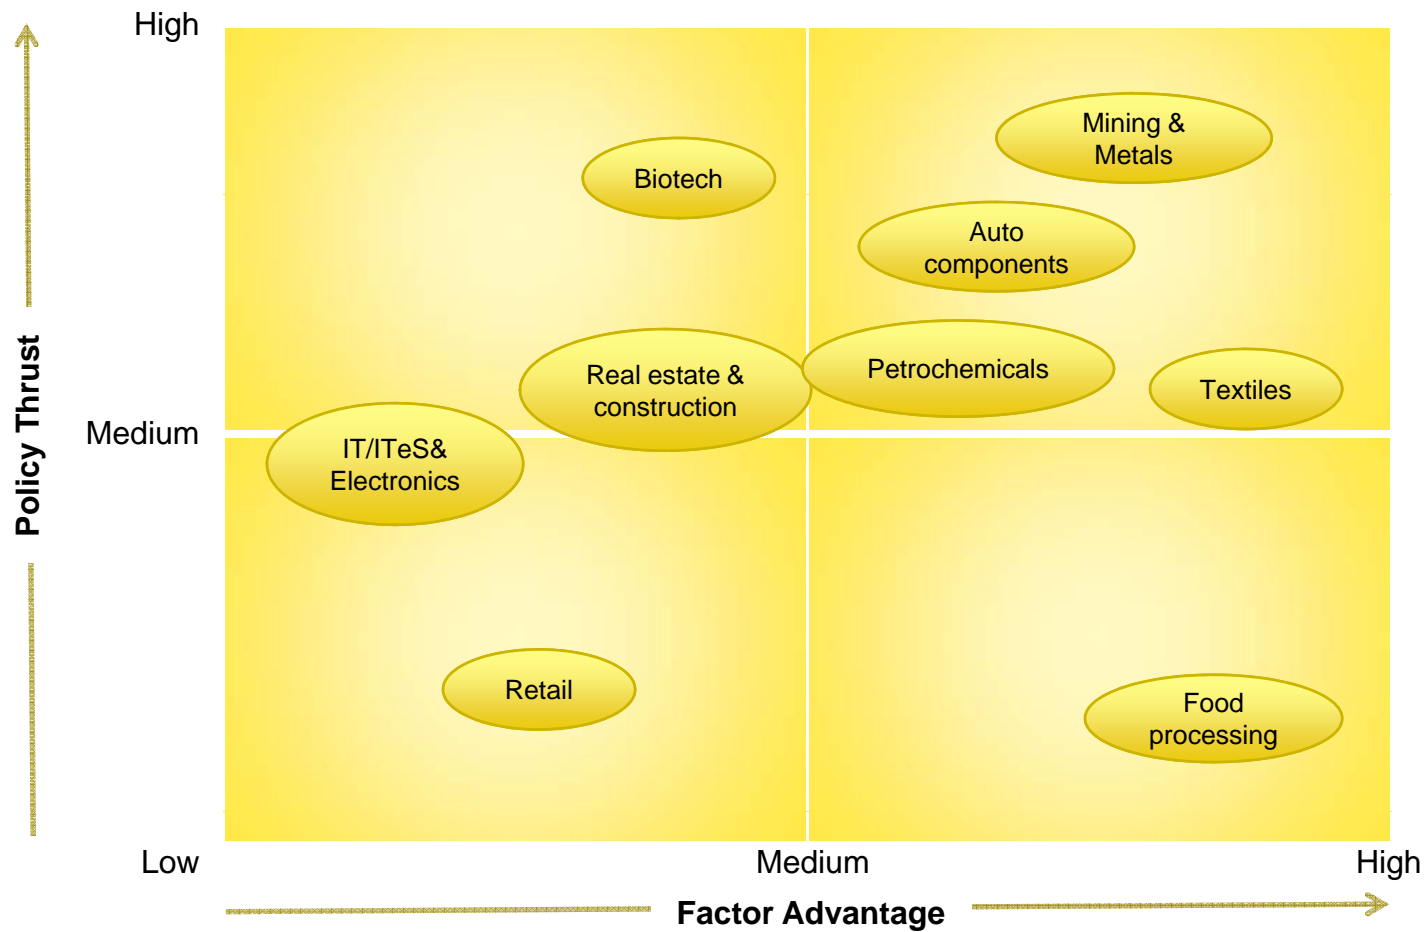 High
Mining &
Metals
Biotech
Auto
components
Policy Thrust
Real estate &
construction
Petrochemicals
Textiles
Medium
IT/ITeS&
Electronics
Retail
Food
processing
Low
Medium
High
Factor Advantage